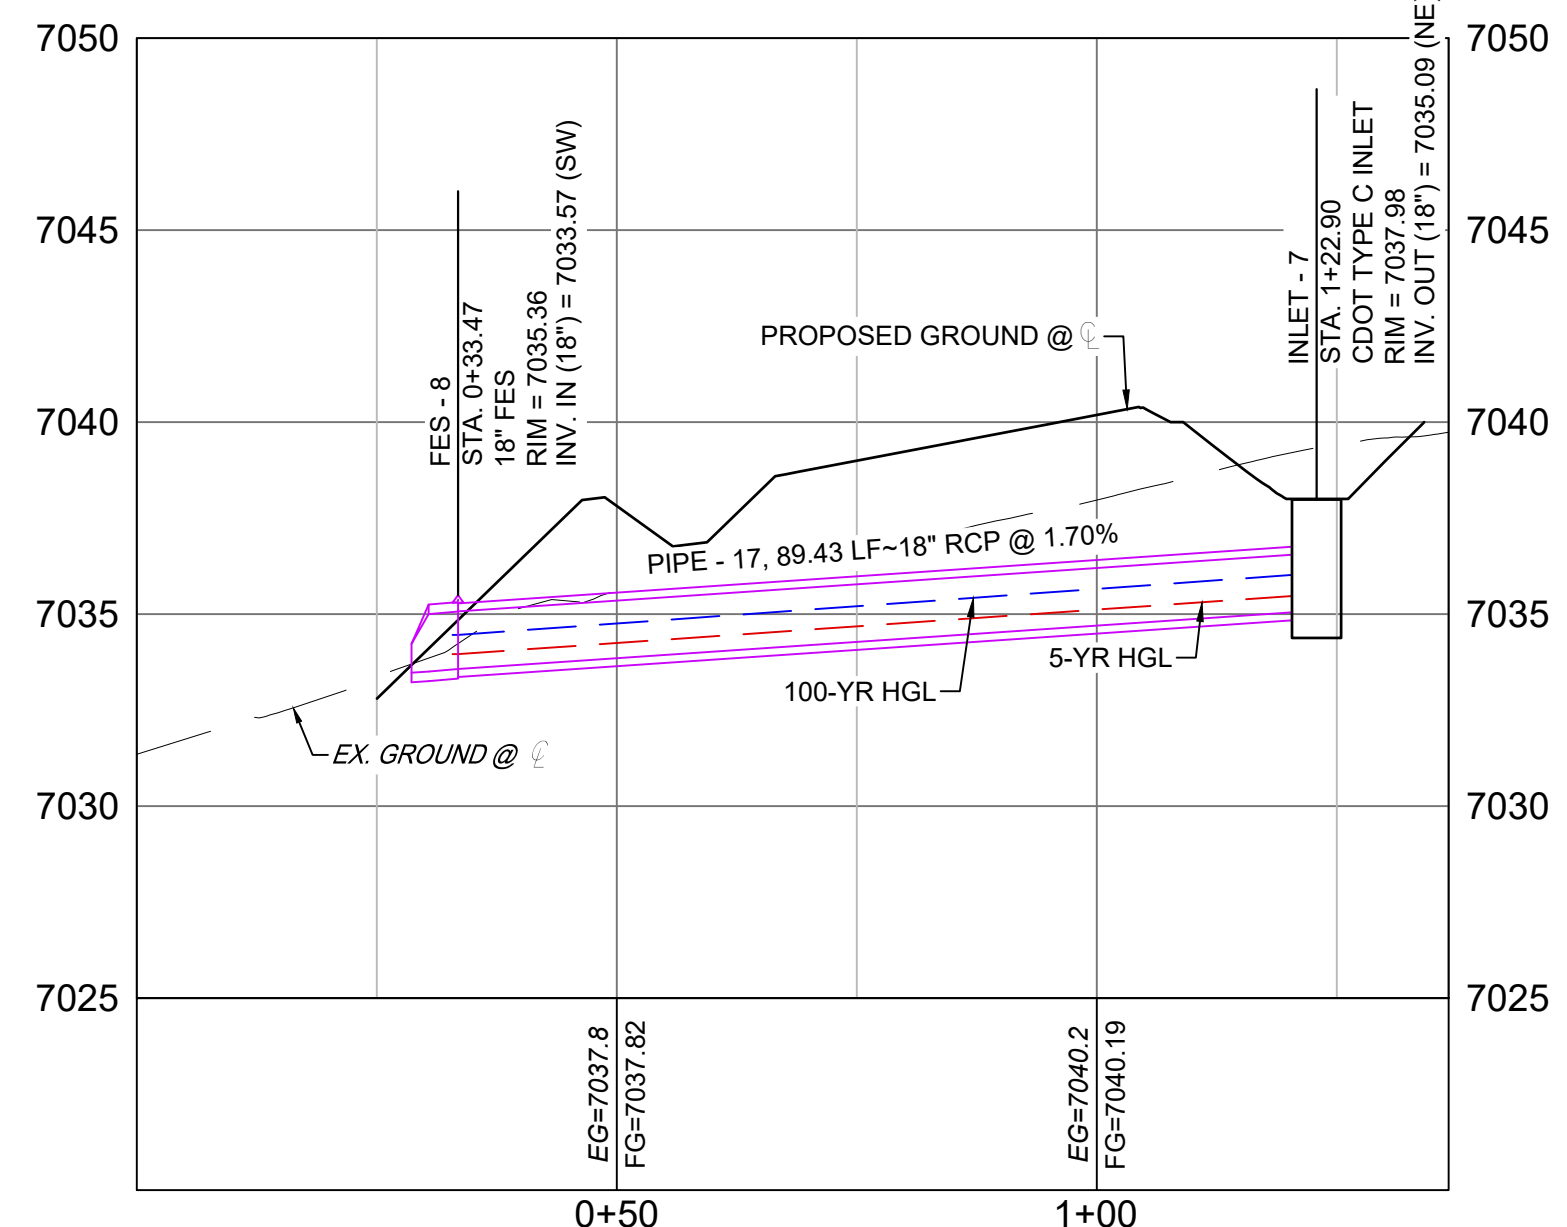 7050
7045
7040
7035
7030
7025
7050
7045
7040
7035
7030
7025
FES - 8
STA. 0+33.47
18" FES
RIM = 7035.36
INV. IN (18") = 7033.57 (SW)
INLET - 7
STA. 1+22.90
CDOT TYPE C INLET
RIM = 7037.98
INV. OUT (18") = 7035.09 (NE)
PROPOSED GROUND @ ℄
PIPE - 17, 89.43 LF~18" RCP @ 1.70%
5-YR HGL
100-YR HGL
EX. GROUND @ ℄
EG=7037.8
FG=7037.82
EG=7040.2
FG=7040.19
0+50
1+00